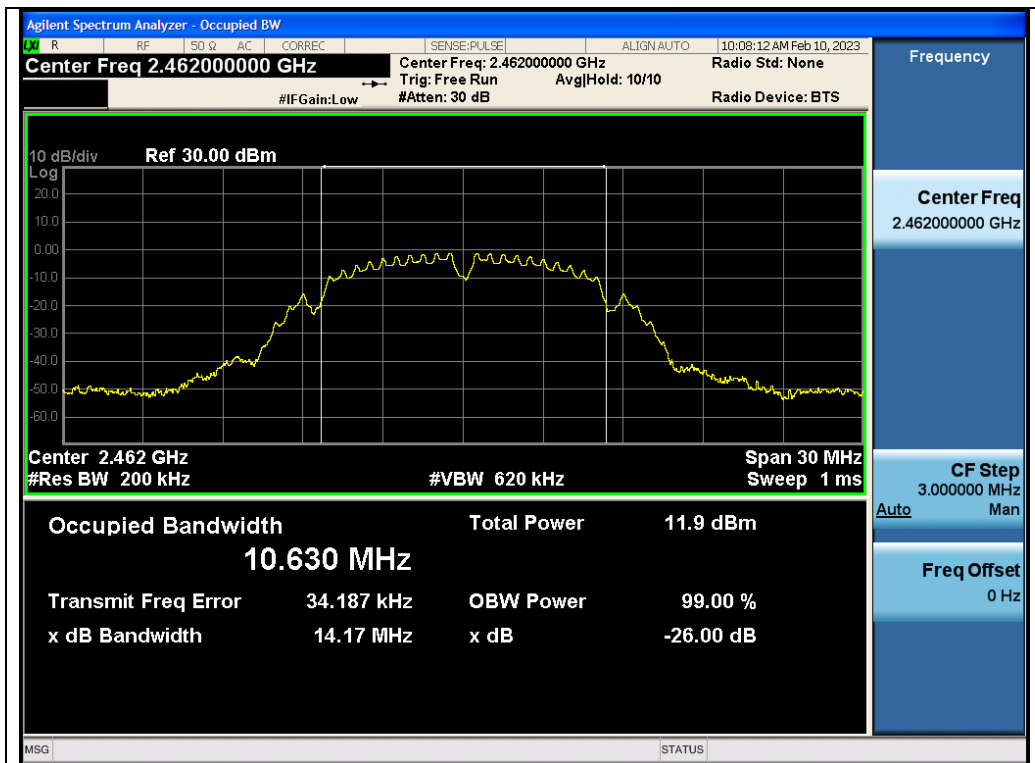 Agilent Spectrum Analyzer - Occupied BW
LXI R RF 50 Ω AC CORREC SENSE:PULSE ALIGN AUTO 10:08:12 AM Feb 10, 2023
Center Freq 2.462000000 GHz
Center Freq: 2.462000000 GHz
Radio Std: None
Trig: Free Run Avg|Hold: 10/10
#IFGain:Low #Atten: 30 dB Radio Device: BTS
10 dB/div Ref 30.00 dBm
Log
20.0
10.0
0.00
-10.0
-20.0
-30.0
-40.0
-50.0
-60.0
Center 2.462 GHz Span 30 MHz
#Res BW 200 kHz #VBW 620 kHz Sweep 1 ms
Occupied Bandwidth Total Power 11.9 dBm
10.630 MHz
Transmit Freq Error 34.187 kHz OBW Power 99.00 %
x dB Bandwidth 14.17 MHz x dB -26.00 dB
MSG STATUS
Frequency
Center Freq
2.462000000 GHz
CF Step
3.000000 MHz
Auto Man
Freq Offset
0 Hz